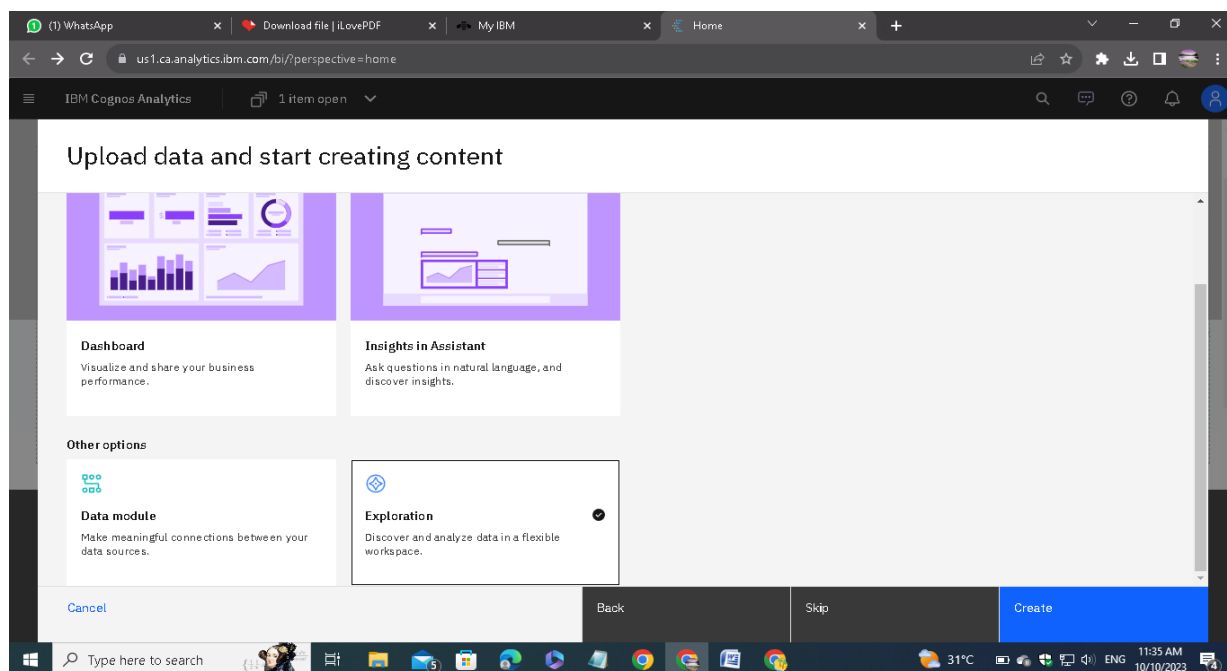 (1) WhatsApp
Download file | iLovePDF
My IBM
Home
us1.ca.analytics.ibm.com/bi/?perspective=home
IBM Cognos Analytics
1 item open
Upload data and start creating content
Dashboard
Visualize and share your business
performance.
Insights in Assistant
Ask questions in natural language, and
discover insights.
Other options
Data module
Make meaningful connections between your
data sources.
Exploration
Discover and analyze data in a flexible
workspace.
Cancel
Back
Skip
Create
Type here to search
31°C
ENG
11:35 AM
10/10/2023